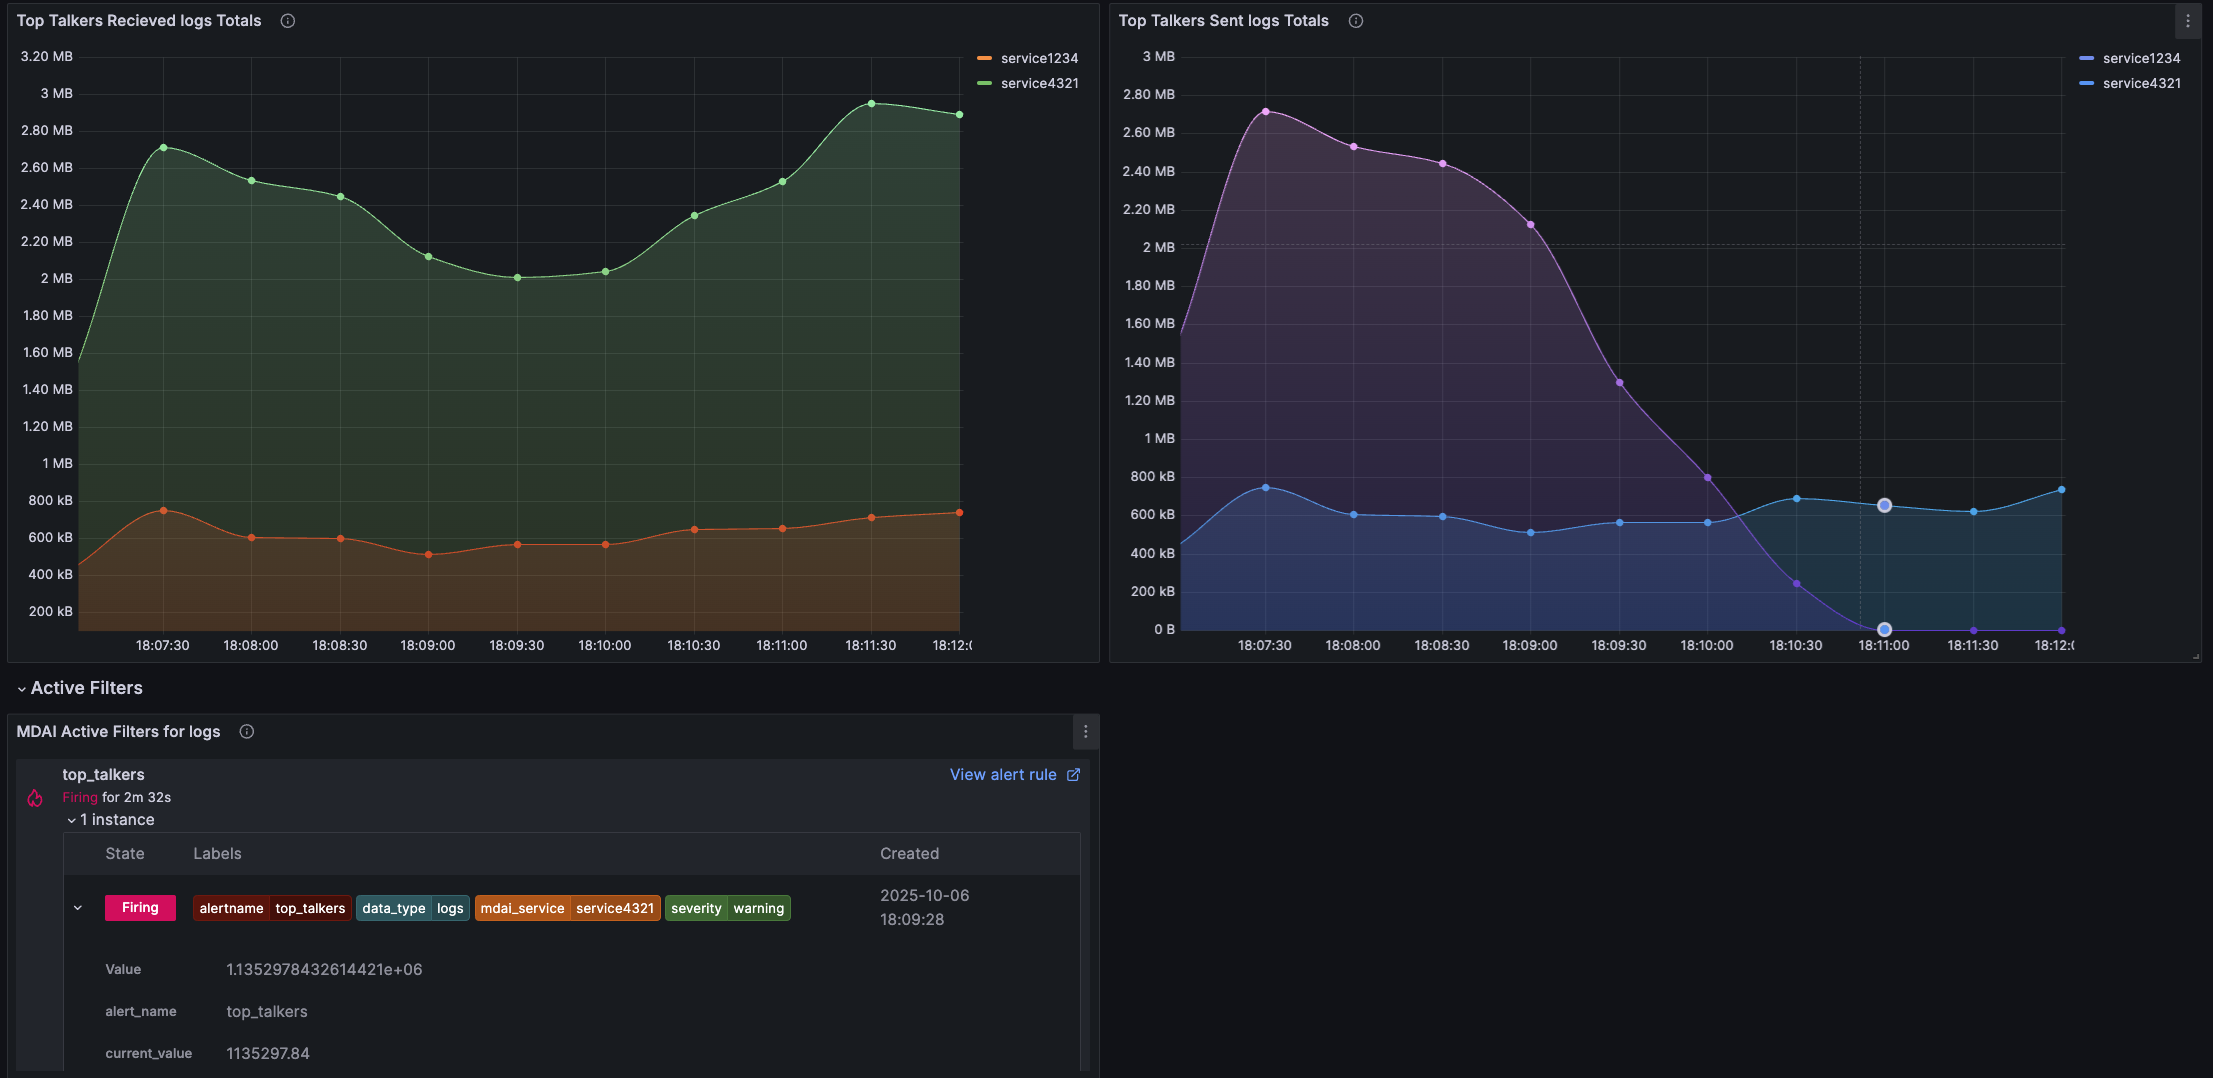 Top Talkers Recieved logs Totals
3.20 MB
3 MB
2.80 MB
2.60 MB
2.40 MB
2.20 MB
2 MB
1.80 MB
1.60 MB
1.40 MB
1.20 MB
1 MB
800 kB
600 kB
400 kB
200 kB
18:07:30 18:08:00 18:08:30 18:09:00 18:09:30 18:10:00 18:10:30 18:11:00 18:11:30 18:12:(
service1234
service4321
Top Talkers Sent logs Totals
3 MB
2.80 MB
2.60 MB
2.40 MB
2.20 MB
2 MB
1.80 MB
1.60 MB
1.40 MB
1.20 MB
1 MB
800 kB
600 kB
400 kB
200 kB
0 B
18:07:30 18:08:00 18:08:30 18:09:00 18:09:30 18:10:00 18:10:30 18:11:00 18:11:30 18:12:(
service1234
service4321
Active Filters
MDAI Active Filters for logs
top_talkers View alert rule
Firing for 2m 32s
1 instance
State Labels Created
Firing alertname top_talkers data_type logs mdai_service service4321 severity warning 2025-10-06
18:09:28
Value 1.1352978432614421e+06
alert_name top_talkers
current_value 1135297.84